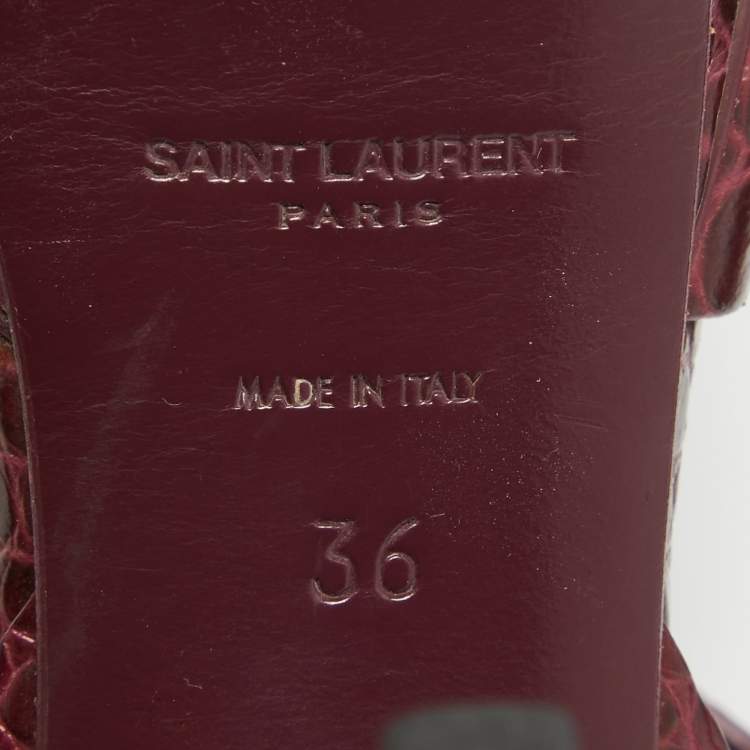 SAINT LAURENT
PARIS
MADE IN ITALY
36